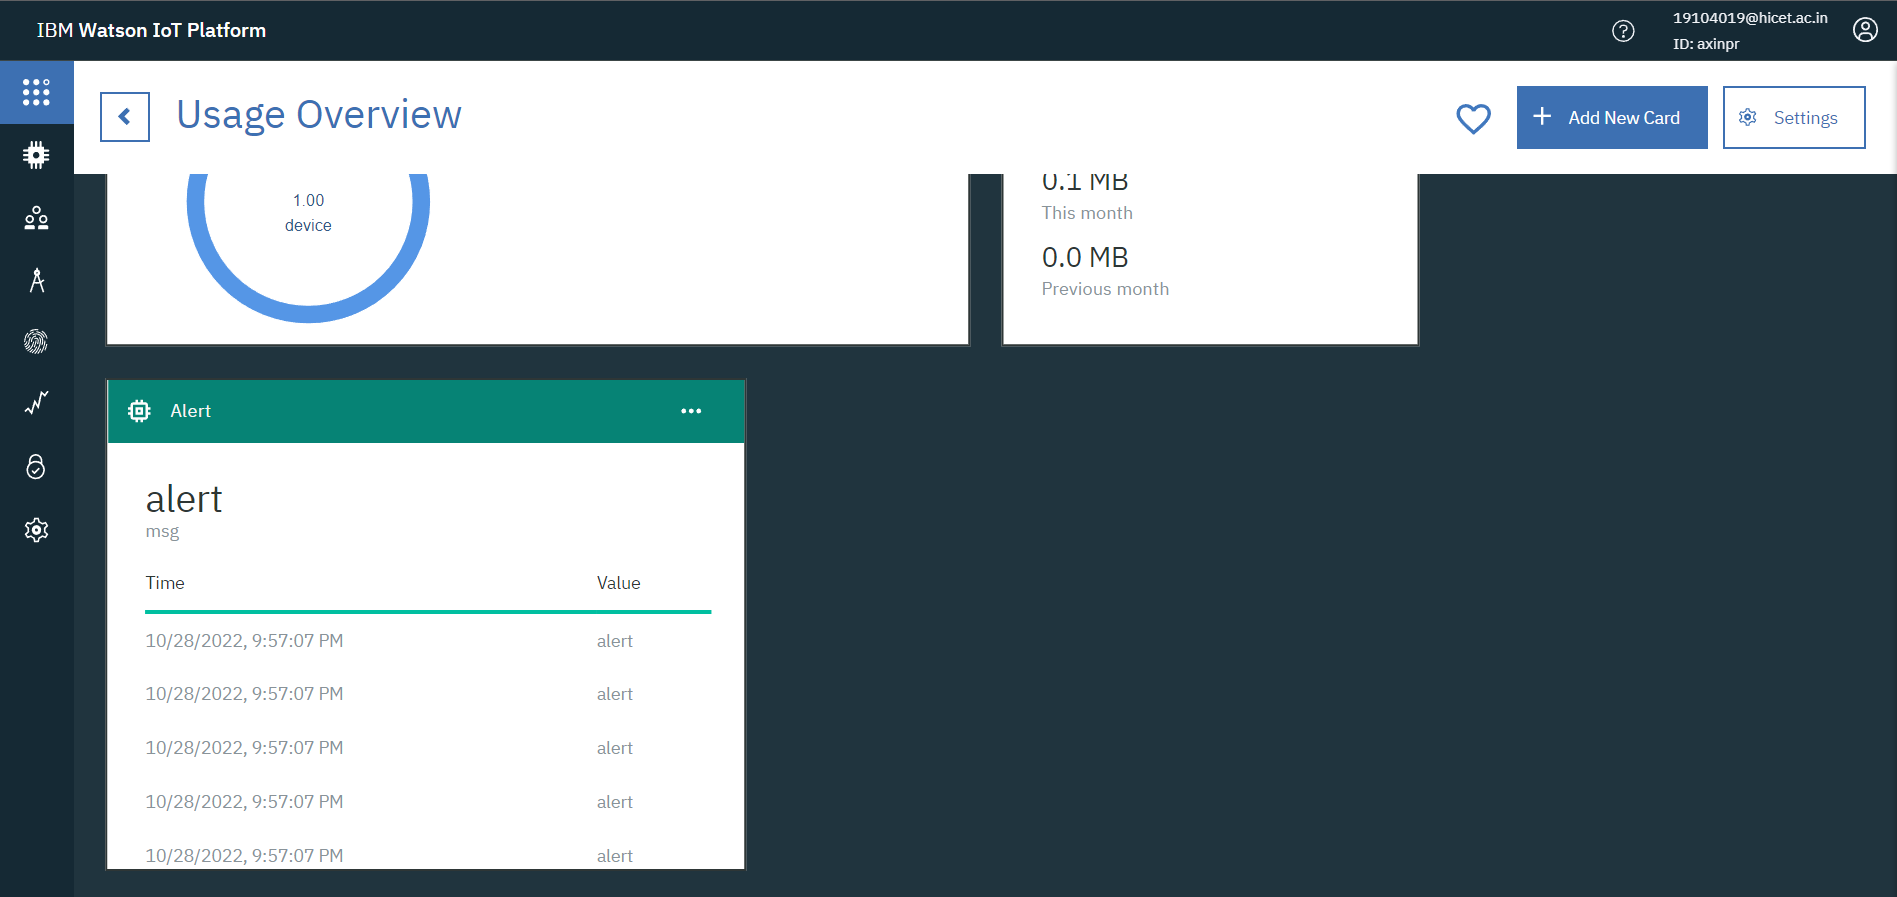 IBM Watson IoT Platform
19104019@hicet.ac.in
ID: axinpr
Usage Overview
Add New Card
Settings
1.00
device
0.1 MB
This month
0.0 MB
Previous month
Alert
alert
msg
Time Value
10/28/2022, 9:57:07 PM alert
10/28/2022, 9:57:07 PM alert
10/28/2022, 9:57:07 PM alert
10/28/2022, 9:57:07 PM alert
10/28/2022, 9:57:07 PM alert